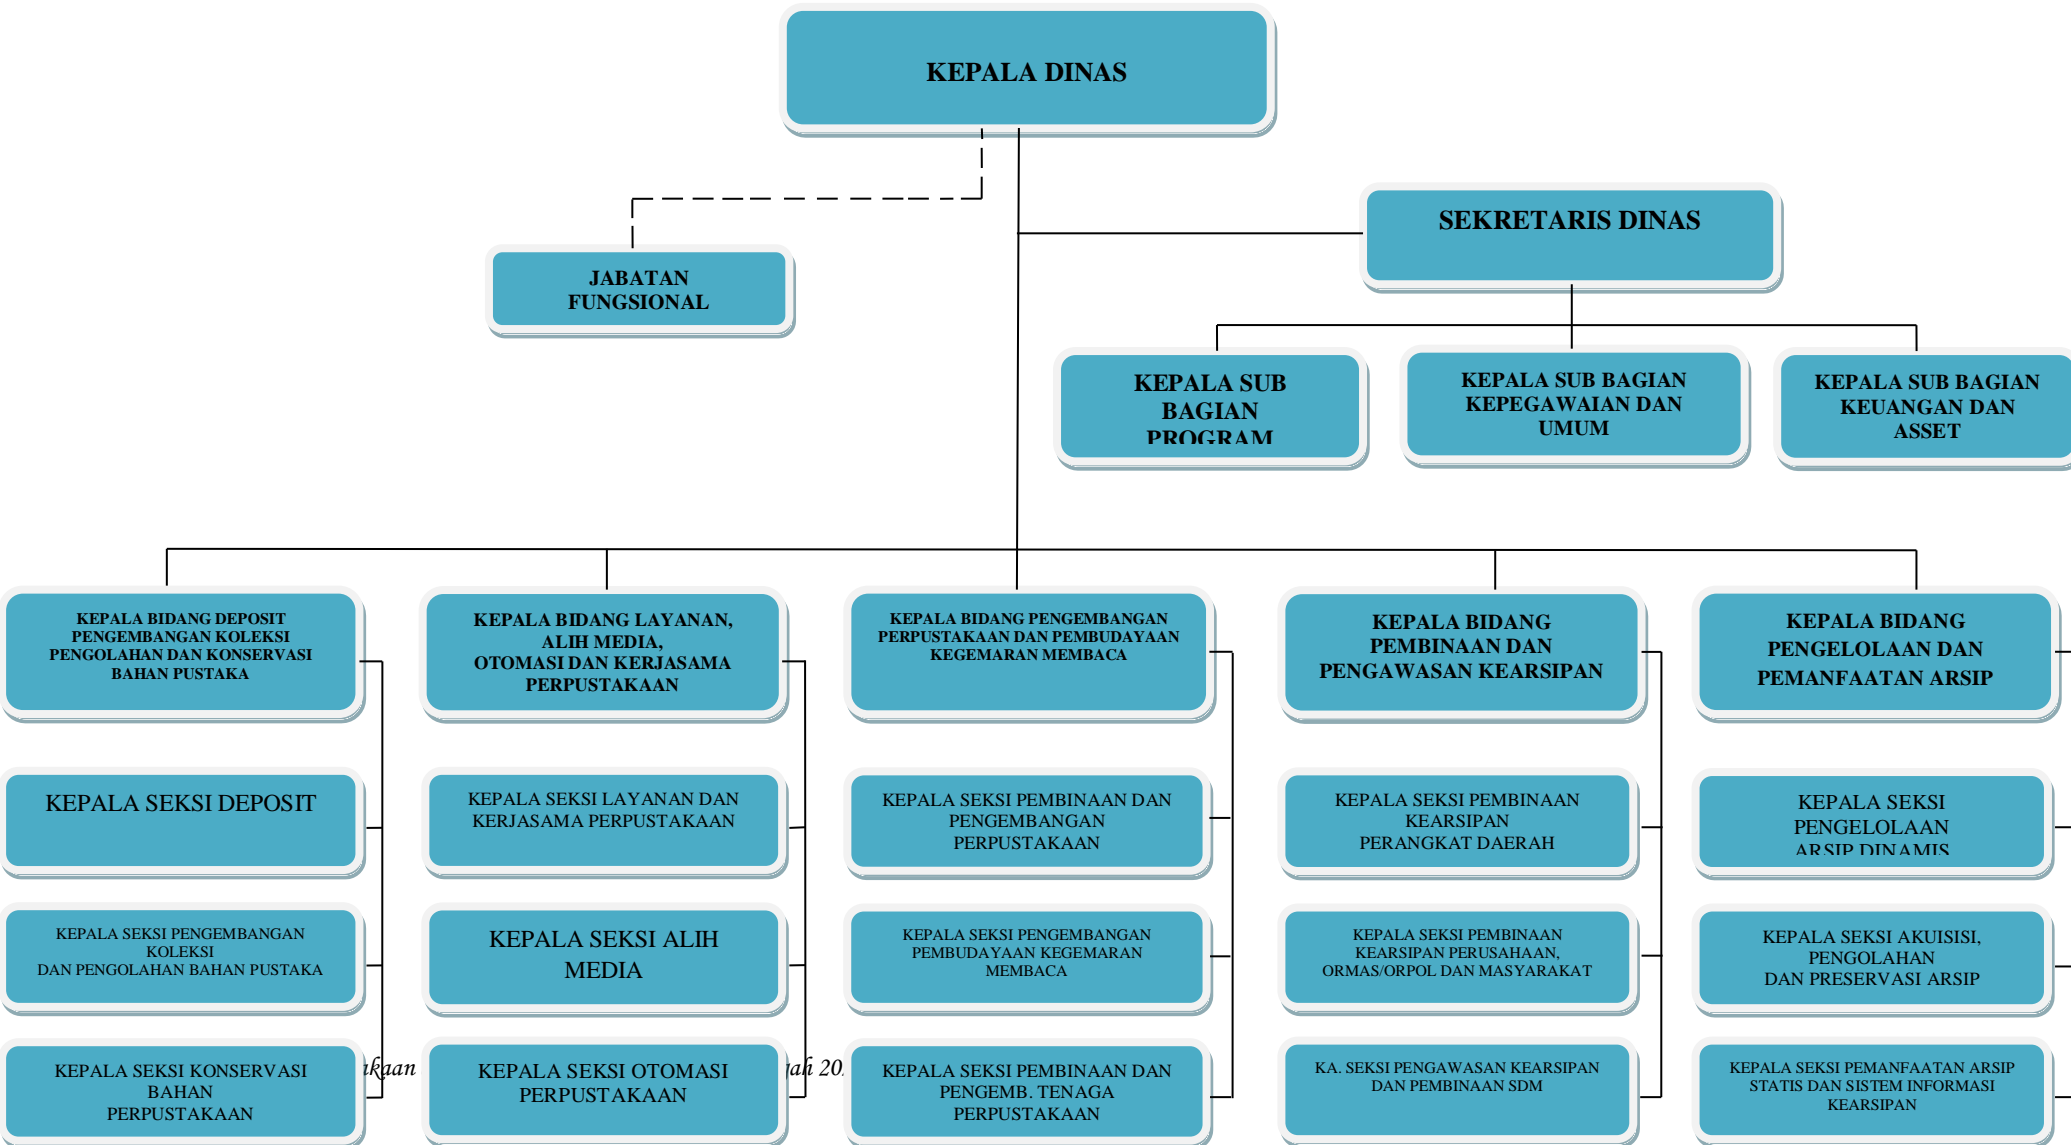 KEPALA DINAS
SEKRETARIS DINAS
JABATAN
FUNGSIONAL
KEPALA SUB
BAGIAN
PROGRAM
KEPALA SUB BAGIAN
KEPEGAWAIAN DAN
UMUM
KEPALA SUB BAGIAN
KEUANGAN DAN
ASSET
KEPALA BIDANG DEPOSIT
PENGEMBANGAN KOLEKSI
PENGOLAHAN DAN KONSERVASI
BAHAN PUSTAKA
KEPALA BIDANG LAYANAN,
ALIH MEDIA,
OTOMASI DAN KERJASAMA
PERPUSTAKAAN
KEPALA BIDANG PENGEMBANGAN
PERPUSTAKAAN DAN PEMBUDAYAAN
KEGEMARAN MEMBACA
KEPALA BIDANG
PEMBINAAN DAN
PENGAWASAN KEARSIPAN
KEPALA BIDANG
PENGELOLAAN DAN
PEMANFAATAN ARSIP
KEPALA SEKSI DEPOSIT
KEPALA SEKSI LAYANAN DAN
KERJASAMA PERPUSTAKAAN
KEPALA SEKSI PEMBINAAN DAN
PENGEMBANGAN
PERPUSTAKAAN
KEPALA SEKSI PEMBINAAN
KEARSIPAN
PERANGKAT DAERAH
KEPALA SEKSI
PENGELOLAAN
ARSIP DINAMIS
KEPALA SEKSI PENGEMBANGAN
KOLEKSI
DAN PENGOLAHAN BAHAN PUSTAKA
KEPALA SEKSI ALIH
MEDIA
KEPALA SEKSI PENGEMBANGAN
PEMBUDAYAAN KEGEMARAN
MEMBACA
KEPALA SEKSI PEMBINAAN
KEARSIPAN PERUSAHAAN,
ORMAS/ORPOL DAN MASYARAKAT
KEPALA SEKSI AKUISISI,
PENGOLAHAN
DAN PRESERVASI ARSIP
KEPALA SEKSI KONSERVASI
BAHAN
PERPUSTAKAAN
KEPALA SEKSI OTOMASI
PERPUSTAKAAN
KEPALA SEKSI PEMBINAAN DAN
PENGEMB. TENAGA
PERPUSTAKAAN
KA. SEKSI PENGAWASAN KEARSIPAN
DAN PEMBINAAN SDM
KEPALA SEKSI PEMANFAATAN ARSIP
STATIS DAN SISTEM INFORMASI
KEARSIPAN